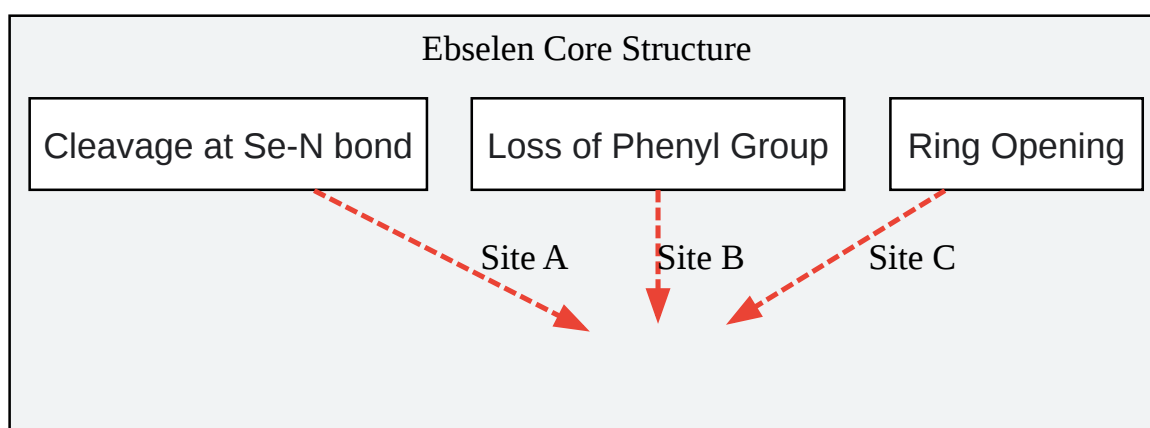 Ebselen Core Structure
Cleavage at Se-N bond
Loss of Phenyl Group
Ring Opening
Site A
Site B
Site C